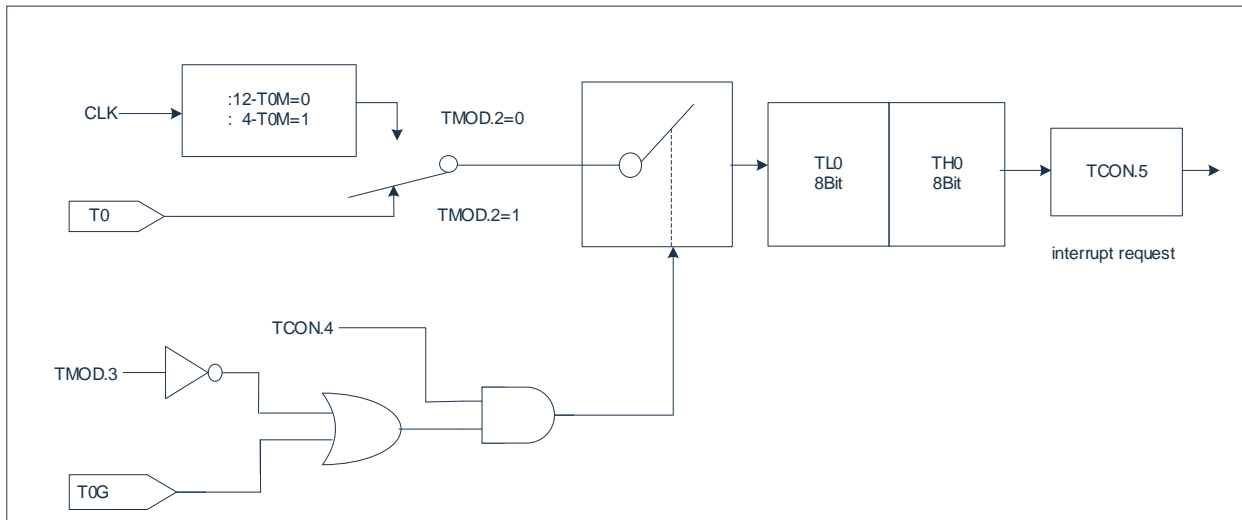 :12-T0M=0
: 4-T0M=1
CLK
TMOD.2=0
T0
TMOD.2=1
TL0
8Bit
TH0
8Bit
TCON.5
interrupt request
TCON.4
TMOD.3
T0G